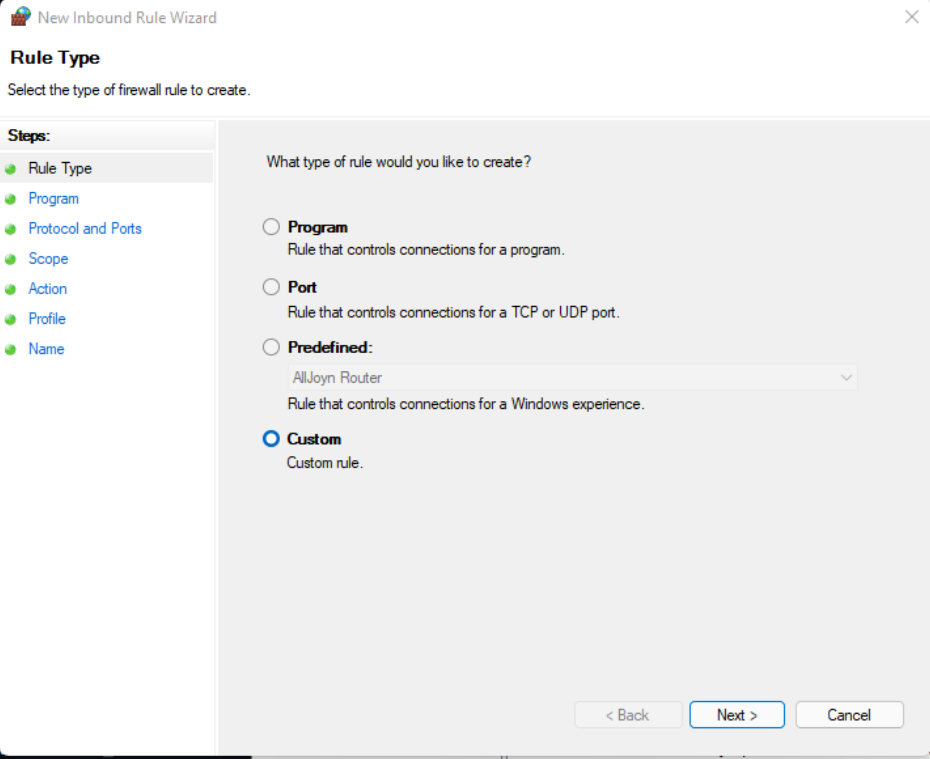 New Inbound Rule Wizard
Rule Type
Select the type of firewall rule to create.
Steps:
Rule Type
Program
Protocol and Ports
Scope
Action
Profile
Name
What type of rule would you like to create?
Program
Rule that controls connections for a program.
Port
Rule that controls connections for a TCP or UDP port.
Predefined:
AllJoyn Router
Rule that controls connections for a Windows experience.
Custom
Custom rule.
< Back
Next >
Cancel